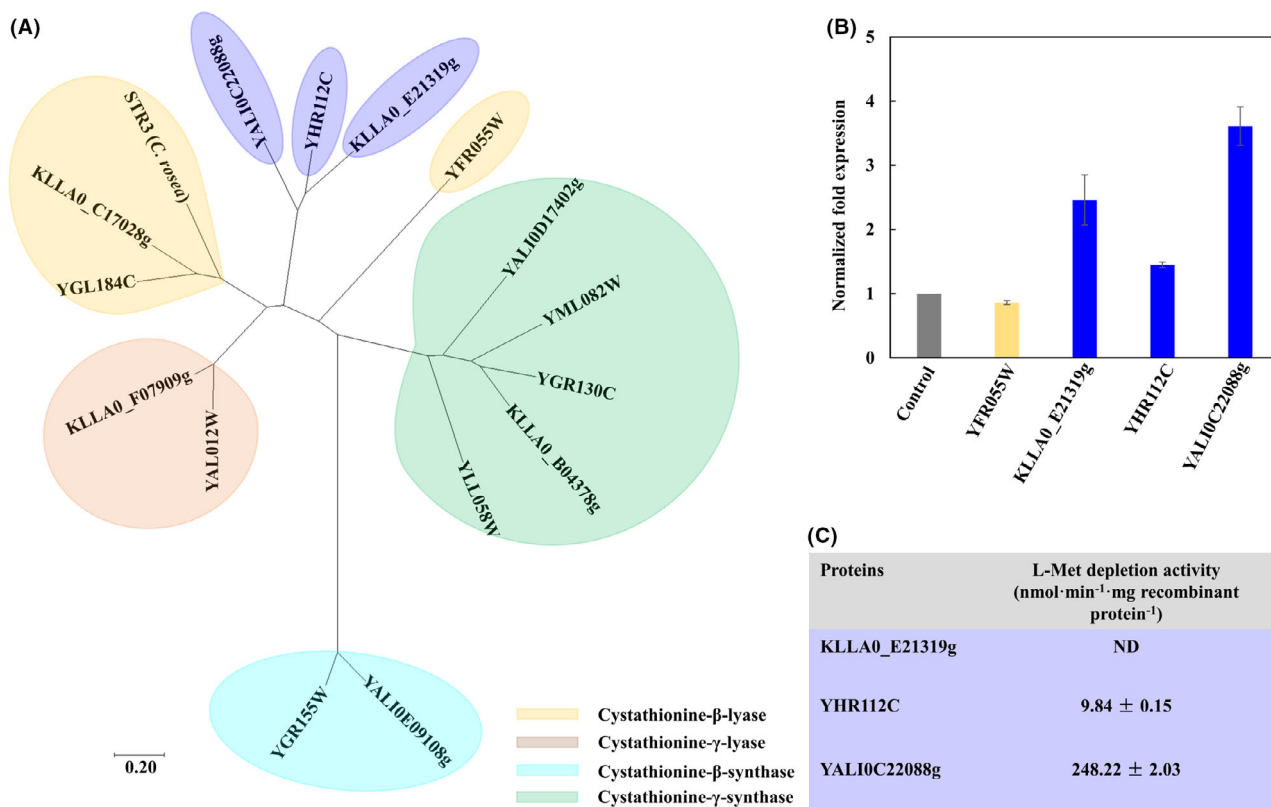 (A)
YALI0C22088g
YHR112C
KLLA0_E21319g
YFR055W
STR3 (C. rosea)
KLLA0_C17028g
YGL184C
KLLA0_F07909g
YAL012W
YALI0D17402g
YML082W
YGR130C
KLLA0_B04378g
YLL058W
YGR155W
YALI0E09108g
0.20
Cystathionine-β-lyase
Cystathionine-γ-lyase
Cystathionine-β-synthase
Cystathionine-γ-synthase
(B)
Normalized fold expression
5
4
3
2
1
0
Control
YFR055W
KLLA0_E21319g
YHR112C
YALI0C22088g
(C)
Proteins
L-Met depletion activity
(nmol·min⁻¹·mg recombinant
protein⁻¹)
KLLA0_E21319g ND
YHR112C 9.84 ± 0.15
YALI0C22088g 248.22 ± 2.03